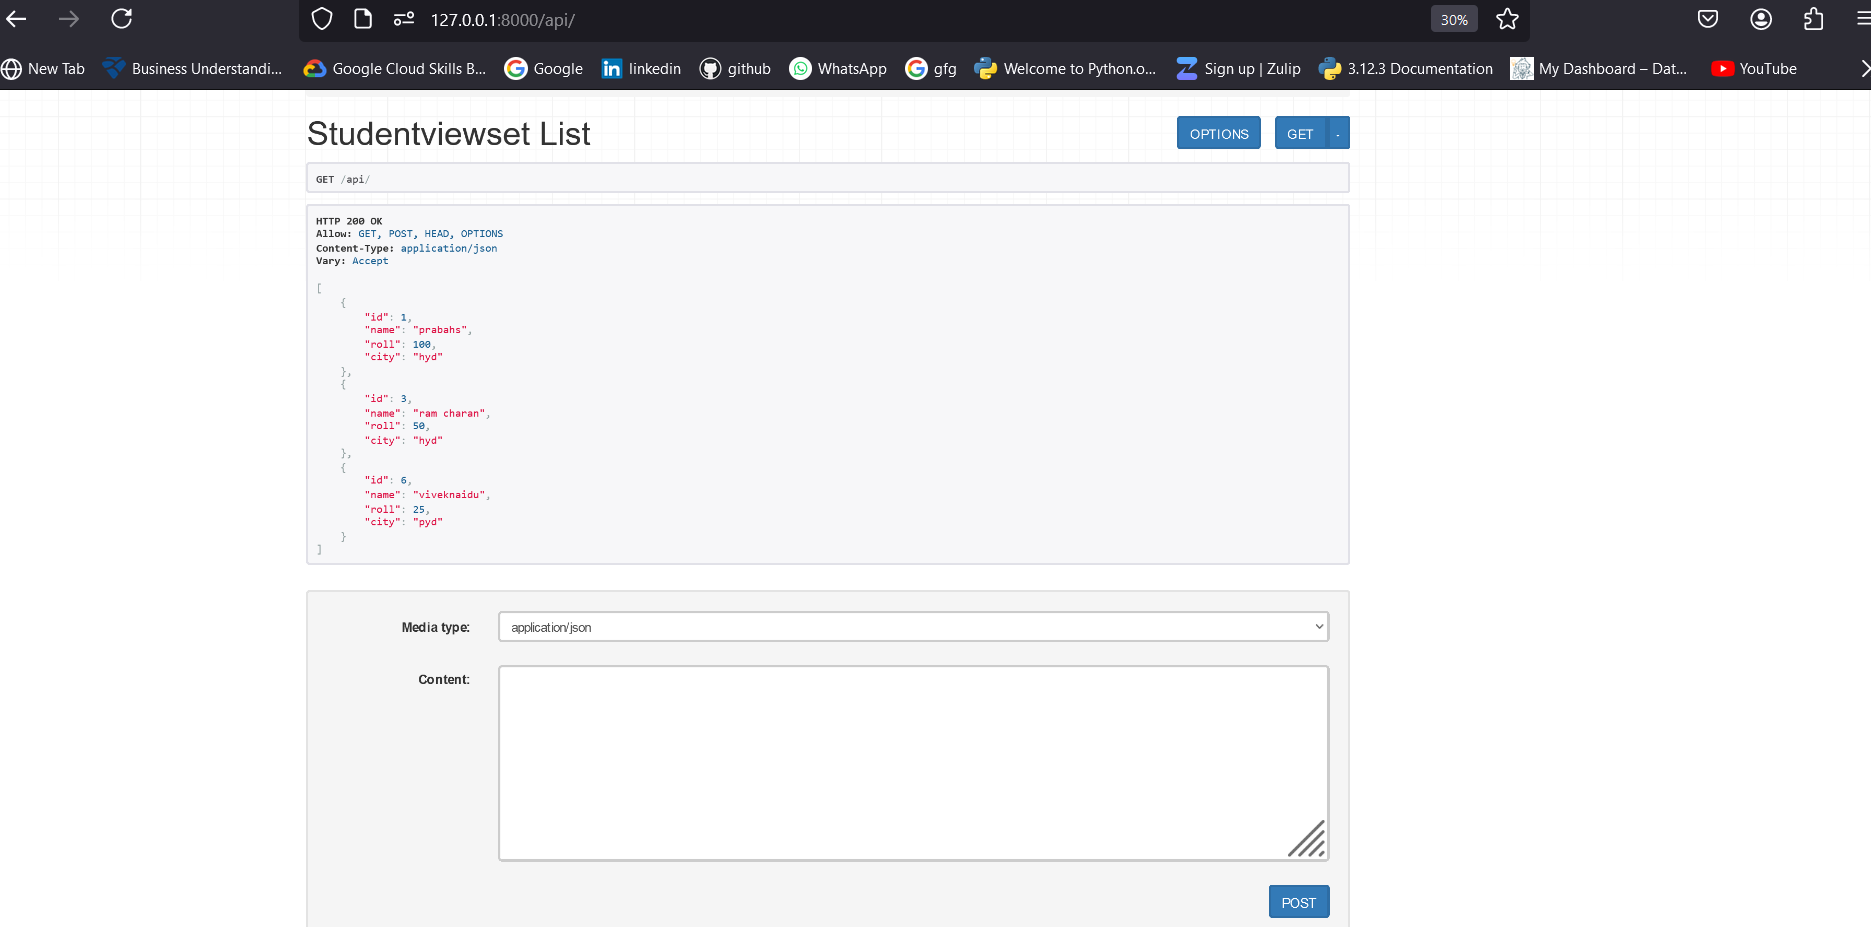 127.0.0.1:8000/api/
30%
New Tab
Business Understandi...
Google Cloud Skills B...
Google
linkedin
github
WhatsApp
gfg
Welcome to Python.o...
Sign up | Zulip
3.12.3 Documentation
My Dashboard – Dat...
YouTube
Studentviewset List
OPTIONS
GET
GET /api/
HTTP 200 OK
Allow: GET, POST, HEAD, OPTIONS
Content-Type: application/json
Vary: Accept
[
{
"id": 1,
"name": "prabahs",
"roll": 100,
"city": "hyd"
},
{
"id": 3,
"name": "ram charan",
"roll": 50,
"city": "hyd"
},
{
"id": 6,
"name": "viveknaidu",
"roll": 25,
"city": "pyd"
}
]
Media type:
application/json
Content:
POST